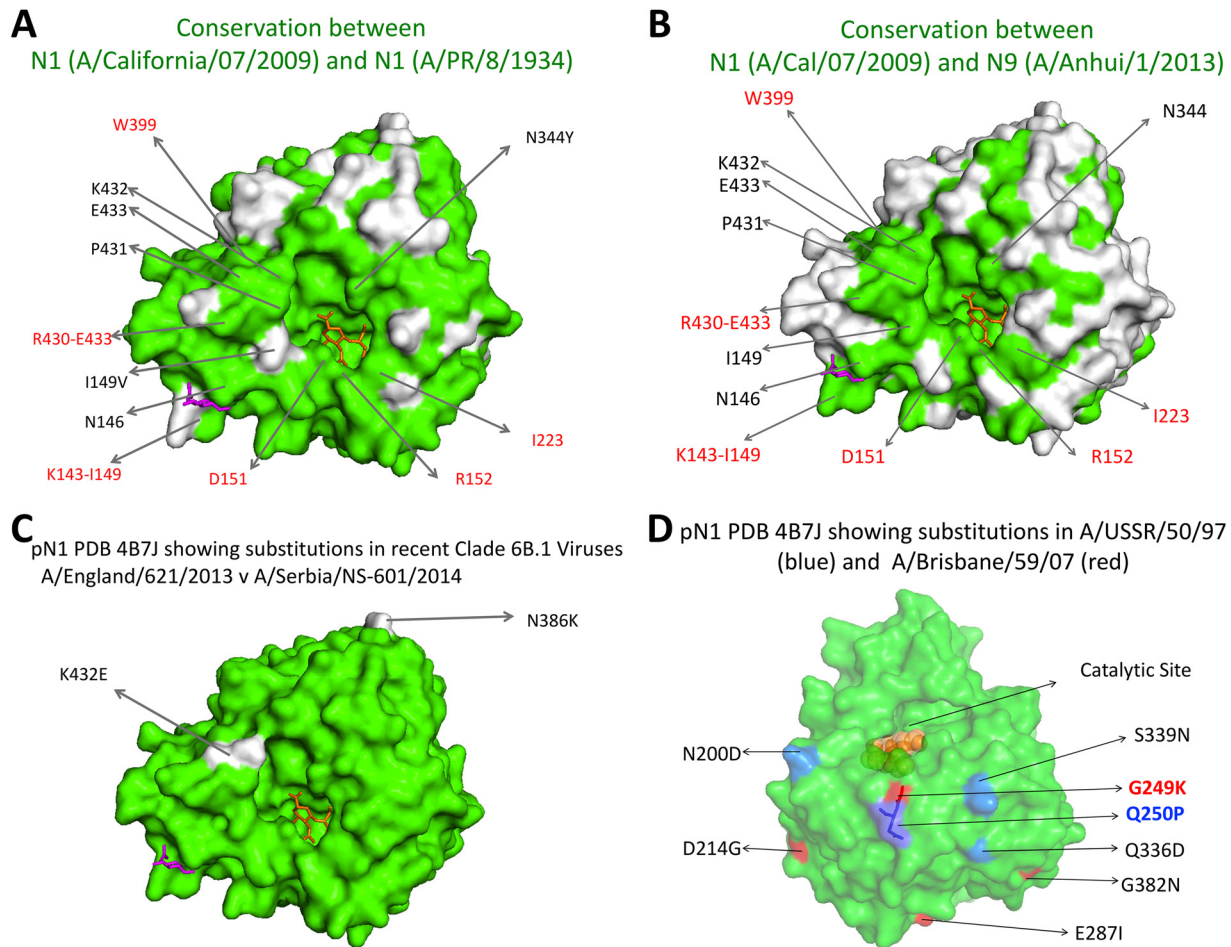 A
Conservation between
N1 (A/California/07/2009) and N1 (A/PR/8/1934)
W399
K432
E433
P431
R430-E433
I149V
N146
K143-I149
D151
R152
I223
N344Y
B
Conservation between
N1 (A/Cal/07/2009) and N9 (A/Anhui/1/2013)
W399
K432
E433
P431
R430-E433
I149
N146
K143-I149
D151
R152
I223
N344
C
pN1 PDB 4B7J showing substitutions in recent Clade 6B.1 Viruses
A/England/621/2013 v A/Serbia/NS-601/2014
N386K
K432E
D
pN1 PDB 4B7J showing substitutions in A/USSR/50/97
(blue) and A/Brisbane/59/07 (red)
Catalytic Site
N200D
S339N
G249K
Q250P
D214G
Q336D
G382N
E287I